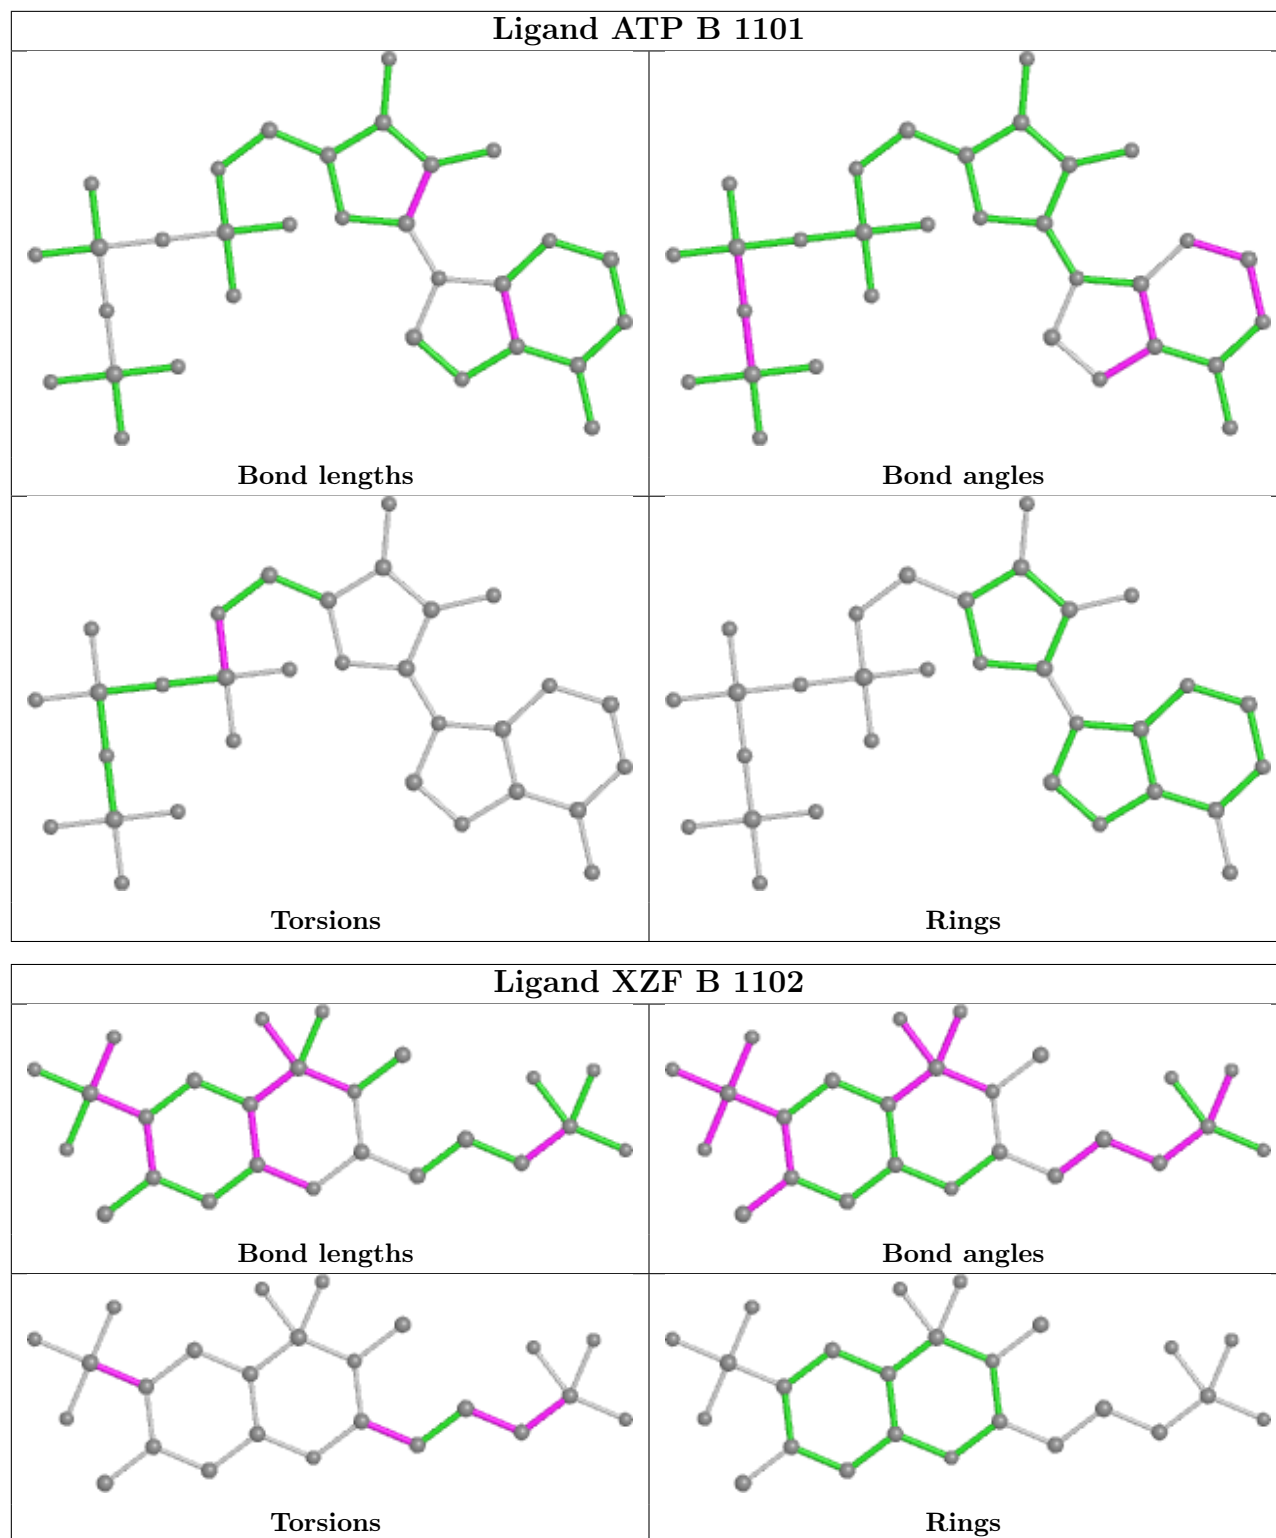 Ligand ATP B 1101
Bond lengths
Bond angles
Torsions
Rings
Ligand XZF B 1102
Bond lengths
Bond angles
Torsions
Rings